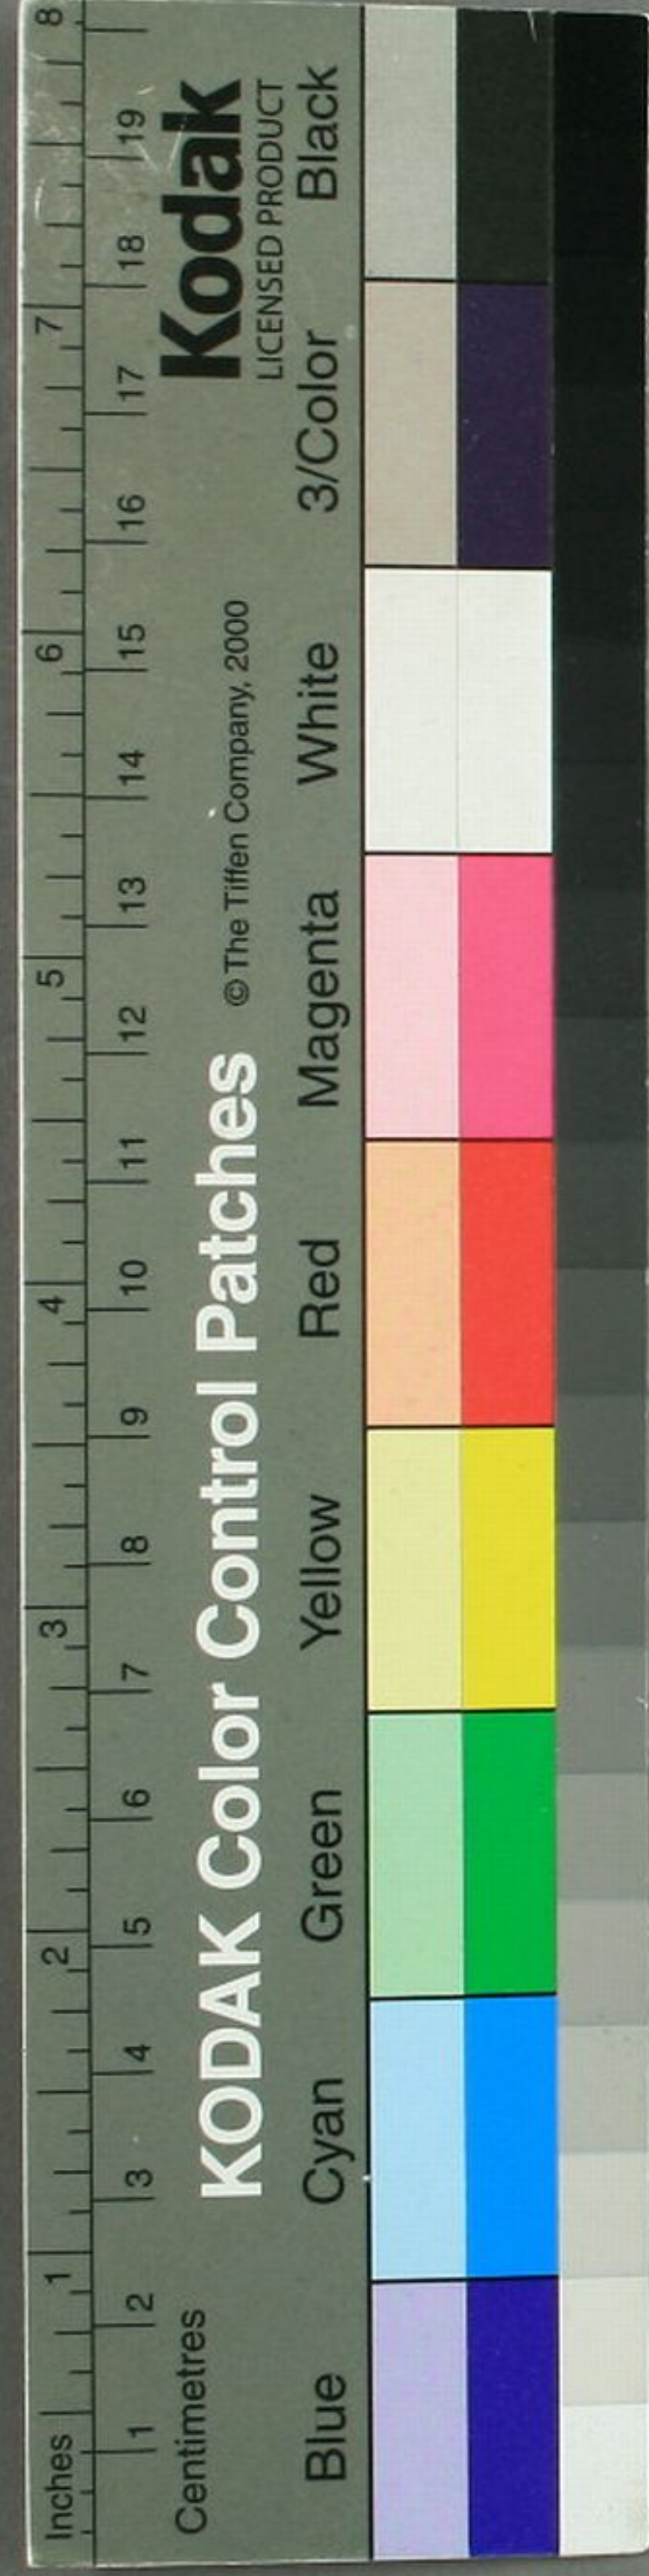 Inches 1 2 3 4 5 6 7 8
Centimetres 1 2 3 4 5 6 7 8 9 10 11 12 13 14 15 16 17 18 19
KODAK Color Control Patches © The Tiffen Company, 2000 Kodak
LICENSED PRODUCT
Blue Cyan Green Yellow Red Magenta White 3/Color Black